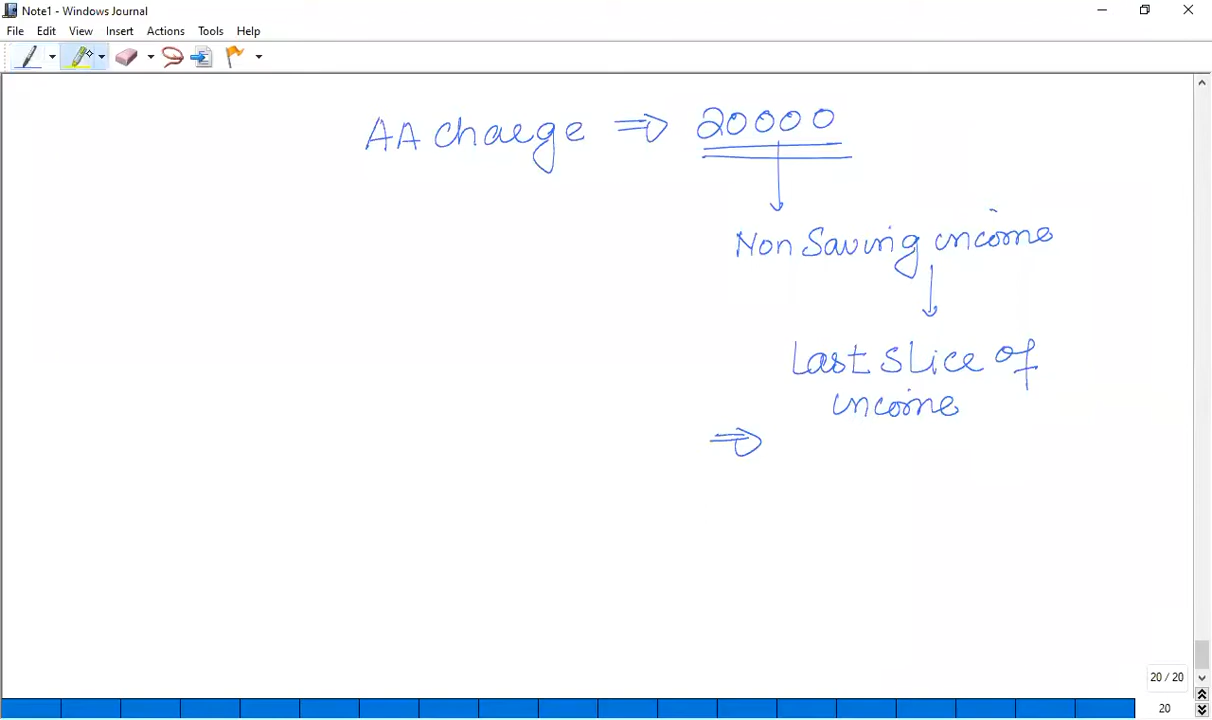 Note1 - Windows Journal
File Edit View Insert Actions Tools Help
AA charge ⇒ 20000
Non Saving income
Last slice of
income
⇒
20 / 20
20